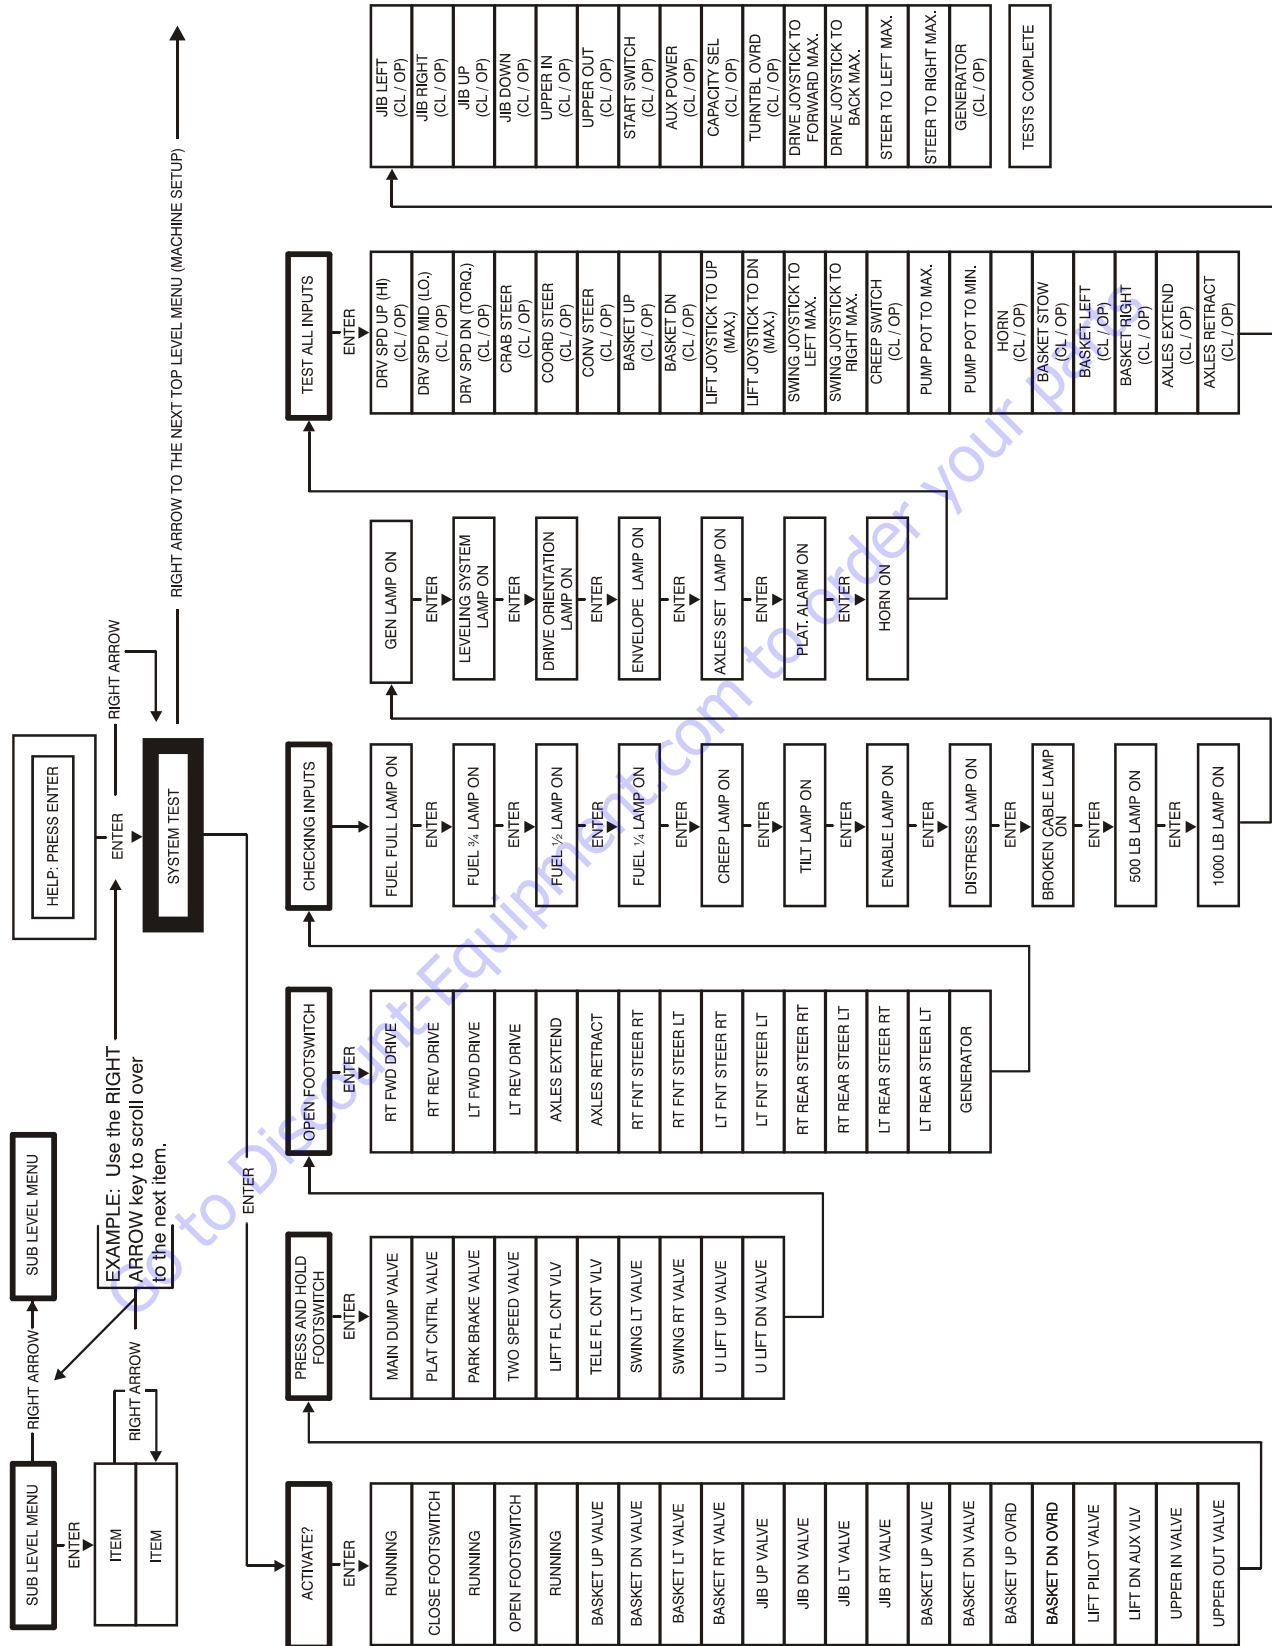 SUB LEVEL MENU
RIGHT ARROW
SUB LEVEL MENU
ENTER
ITEM
ITEM
RIGHT ARROW
EXAMPLE: Use the RIGHT
ARROW key to scroll over
to the next item.
HELP: PRESS ENTER
ENTER
RIGHT ARROW
SYSTEM TEST
RIGHT ARROW TO THE NEXT TOP LEVEL MENU (MACHINE SETUP)
ENTER
ACTIVATE?
ENTER
RUNNING
CLOSE FOOTSWITCH
RUNNING
OPEN FOOTSWITCH
RUNNING
BASKET UP VALVE
BASKET DN VALVE
BASKET LT VALVE
BASKET RT VALVE
JIB UP VALVE
JIB DN VALVE
JIB LT VALVE
JIB RT VALVE
BASKET UP VALVE
BASKET DN VALVE
BASKET UP OVRD
BASKET DN OVRD
LIFT PILOT VALVE
LIFT DN AUX VLV
UPPER IN VALVE
UPPER OUT VALVE
PRESS AND HOLD
FOOTSWITCH
ENTER
MAIN DUMP VALVE
PLAT CNTRL VALVE
PARK BRAKE VALVE
TWO SPEED VALVE
LIFT FL CNT VLV
TELE FL CNT VLV
SWING LT VALVE
SWING RT VALVE
U LIFT UP VALVE
U LIFT DN VALVE
OPEN FOOTSWITCH
ENTER
RT FWD DRIVE
RT REV DRIVE
LT FWD DRIVE
LT REV DRIVE
AXLES EXTEND
AXLES RETRACT
RT FNT STEER RT
RT FNT STEER LT
LT FNT STEER RT
LT FNT STEER LT
RT REAR STEER RT
RT REAR STEER LT
LT REAR STEER RT
LT REAR STEER LT
GENERATOR
CHECKING INPUTS
FUEL FULL LAMP ON
ENTER
FUEL ¾ LAMP ON
ENTER
FUEL ½ LAMP ON
ENTER
FUEL ¼ LAMP ON
ENTER
CREEP LAMP ON
ENTER
TILT LAMP ON
ENTER
ENABLE LAMP ON
ENTER
DISTRESS LAMP ON
ENTER
BROKEN CABLE LAMP
ON
ENTER
500 LB LAMP ON
ENTER
1000 LB LAMP ON
GEN LAMP ON
ENTER
LEVELING SYSTEM
LAMP ON
ENTER
DRIVE ORIENTATION
LAMP ON
ENTER
ENVELOPE LAMP ON
ENTER
AXLES SET LAMP ON
ENTER
PLAT. ALARM ON
ENTER
HORN ON
TEST ALL INPUTS
ENTER
DRV SPD UP (HI)
(CL / OP)
DRV SPD MID (LO.)
(CL / OP)
DRV SPD DN (TORQ.)
(CL / OP)
CRAB STEER
(CL / OP)
COORD STEER
(CL / OP)
CONV STEER
(CL / OP)
BASKET UP
(CL / OP)
BASKET DN
(CL / OP)
LIFT JOYSTICK TO UP
(MAX.)
LIFT JOYSTICK TO DN
(MAX.)
SWING JOYSTICK TO
LEFT MAX.
SWING JOYSTICK TO
RIGHT MAX.
CREEP SWITCH
(CL / OP)
PUMP POT TO MAX.
PUMP POT TO MIN.
HORN
(CL / OP)
BASKET STOW
(CL / OP)
BASKET LEFT
(CL / OP)
BASKET RIGHT
(CL / OP)
AXLES EXTEND
(CL / OP)
AXLES RETRACT
(CL / OP)
JIB LEFT
(CL / OP)
JIB RIGHT
(CL / OP)
JIB UP
(CL / OP)
JIB DOWN
(CL / OP)
UPPER IN
(CL / OP)
UPPER OUT
(CL / OP)
START SWITCH
(CL / OP)
AUX POWER
(CL / OP)
CAPACITY SEL
(CL / OP)
TURNTBL OVRD
(CL / OP)
DRIVE JOYSTICK TO
FORWARD MAX.
DRIVE JOYSTICK TO
BACK MAX.
STEER TO LEFT MAX.
STEER TO RIGHT MAX.
GENERATOR
(CL / OP)
TESTS COMPLETE
Go to Discount-Equipment.com to order your parts